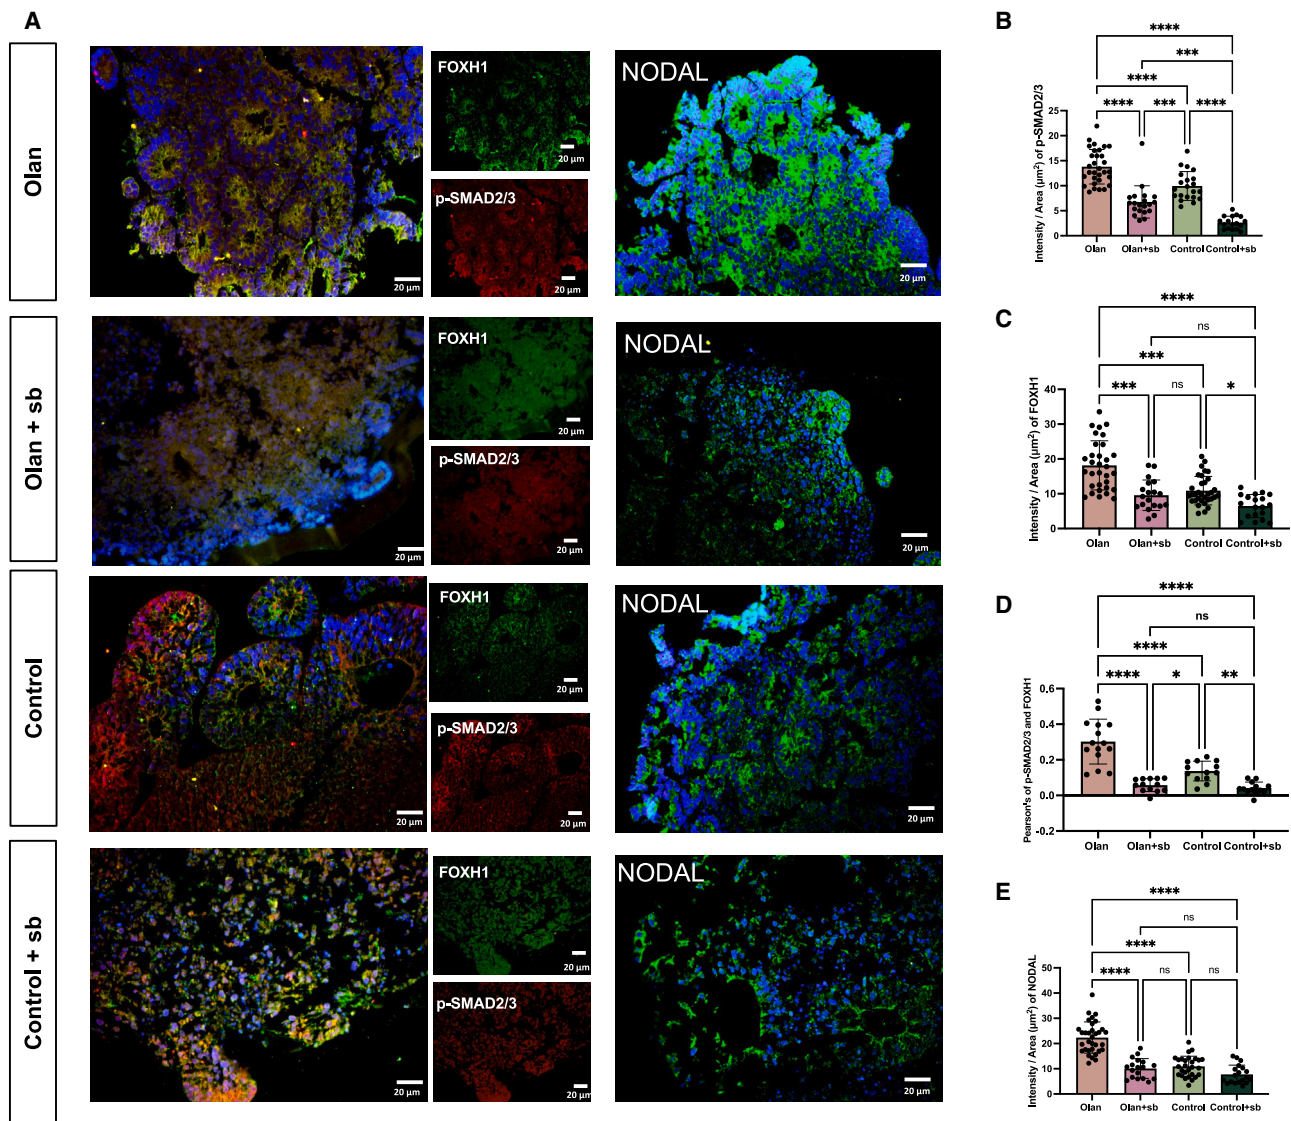 A
Olan
FOXH1
20 µm
p-SMAD2/3
20 µm
20 µm
NODAL
20 µm
Olan + sb
FOXH1
20 µm
p-SMAD2/3
20 µm
20 µm
NODAL
20 µm
Control
FOXH1
20 µm
p-SMAD2/3
20 µm
20 µm
NODAL
20 µm
Control + sb
FOXH1
20 µm
p-SMAD2/3
20 µm
20 µm
NODAL
20 µm
B
****
***
****
**** *** ****
Intensity / Area (µm²) of p-SMAD2/3
25
20
15
10
5
0
Olan Olan+sb Control Control+sb
C
****
ns
***
*** ns *
Intensity / Area (µm²) of FOXH1
40
30
20
10
0
Olan Olan+sb Control Control+sb
D
****
ns
****
**** * **
Pearson's of p-SMAD2/3 and FOXH1
0.6
0.4
0.2
0.0
-0.2
Olan Olan+sb Control Control+sb
E
****
ns
****
**** ns ns
Intensity / Area (µm²) of NODAL
50
40
30
20
10
0
Olan Olan+sb Control Control+sb